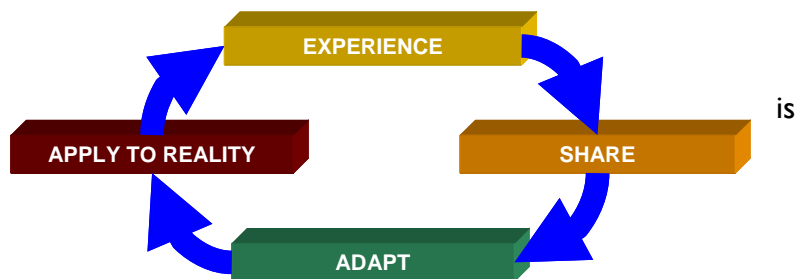 EXPERIENCE
is
APPLY TO REALITY
SHARE
ADAPT